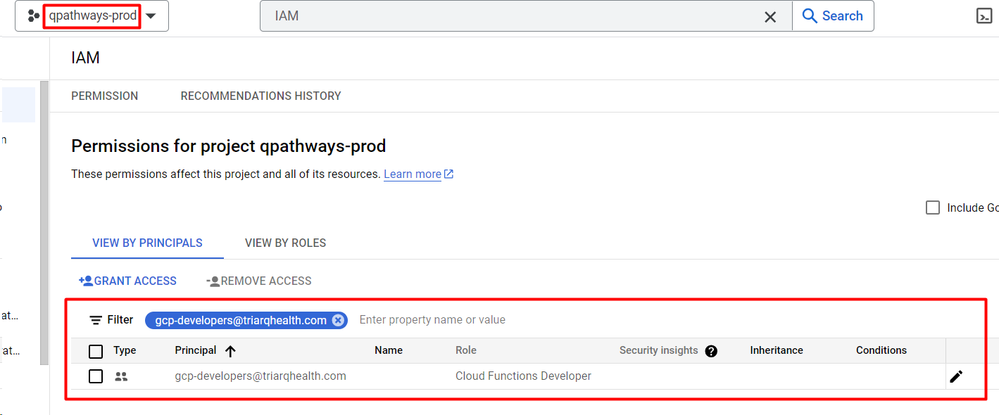 qpathways-prod
IAM
Search
IAM
PERMISSION
RECOMMENDATIONS HISTORY
Permissions for project qpathways-prod
These permissions affect this project and all of its resources. Learn more
Include
VIEW BY PRINCIPALS
VIEW BY ROLES
GRANT ACCESS
REMOVE ACCESS
Filter gcp-developers@triarqhealth.com Enter property name or value
Type Principal Name Role Security insights Inheritance Conditions
gcp-developers@triarqhealth.com Cloud Functions Developer